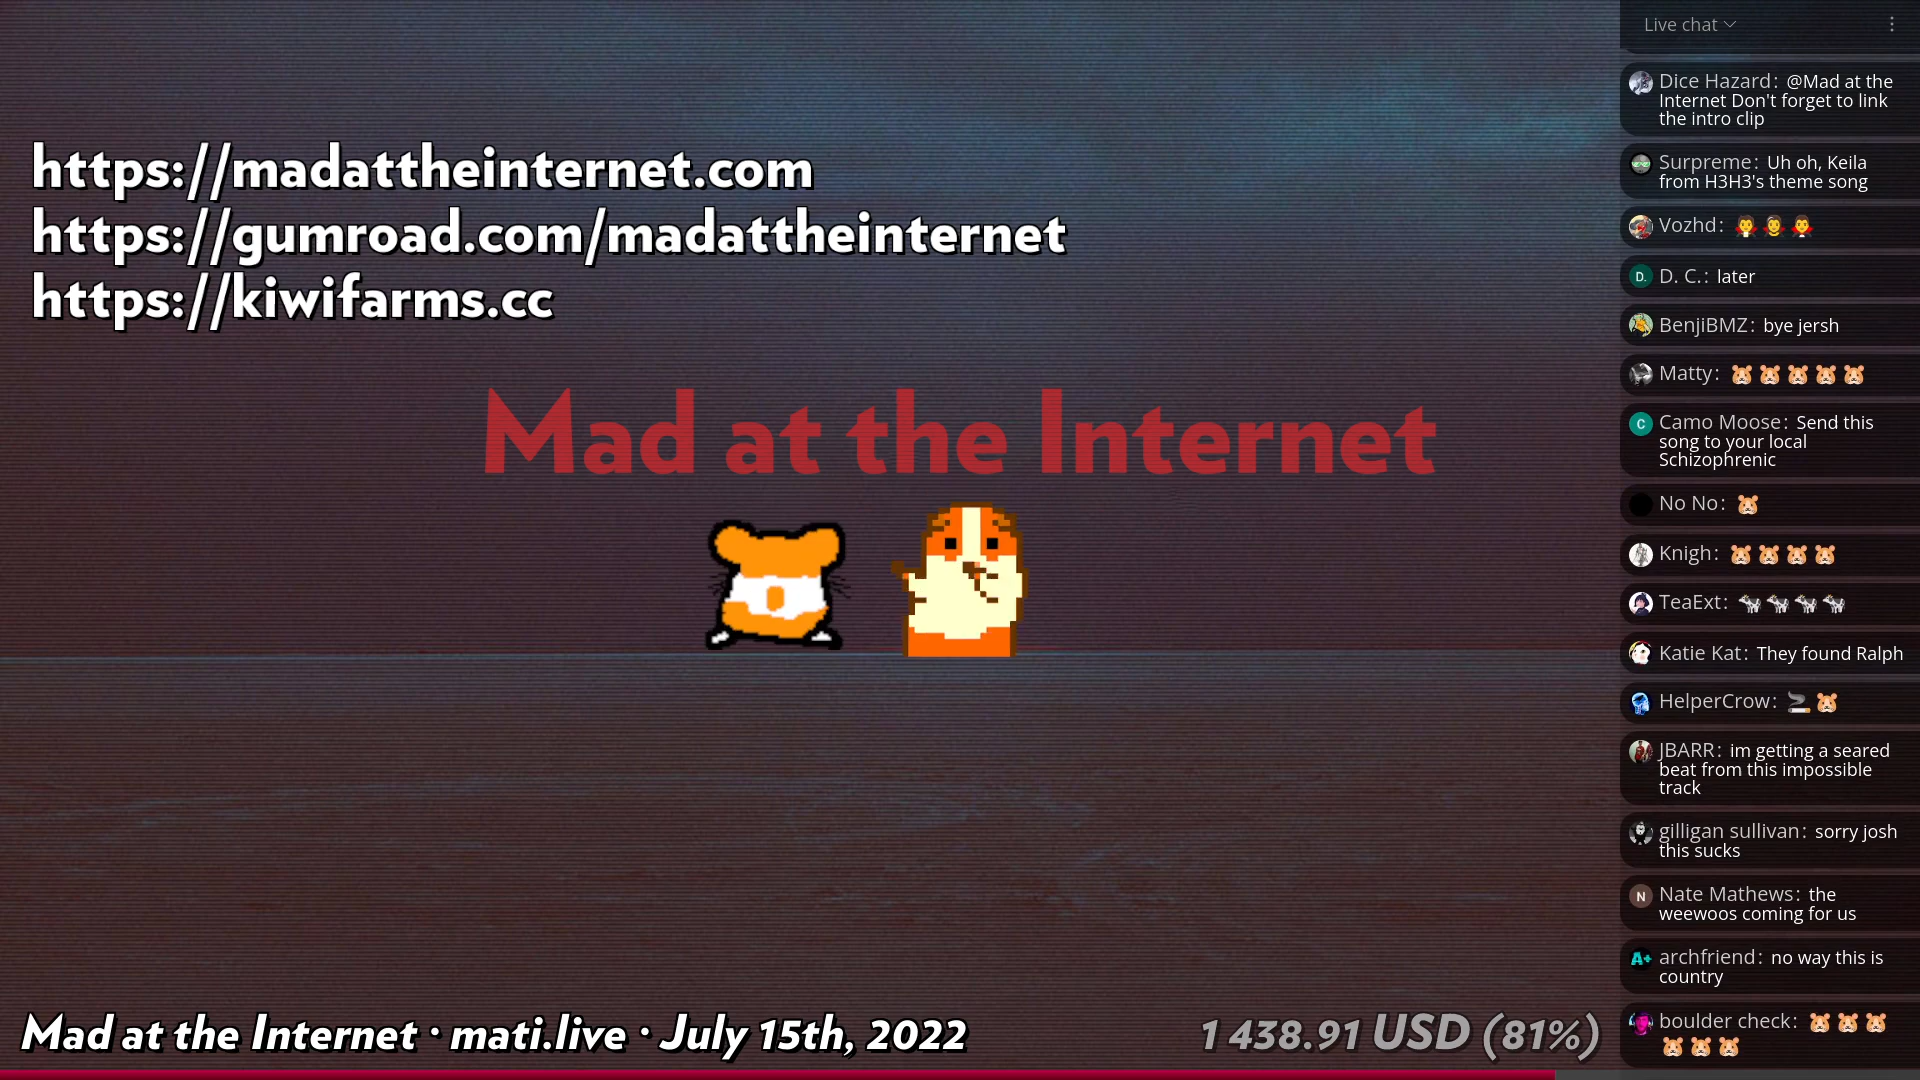 https://madattheinternet.com
https://gumroad.com/madattheinternet
https://kiwifarms.cc
Mad at the Internet
Mad at the Internet · mati.live · July 15th, 2022
1 438.91 USD (81%)
Live chat
Dice Hazard: @Mad at the
Internet Don't forget to link
the intro clip
Surpreme: Uh oh, Keila
from H3H3's theme song
Vozhd:
D. D. C.: later
BenjiBMZ: bye jersh
Matty:
C Camo Moose: Send this
song to your local
Schizophrenic
No No:
Knigh:
TeaExt:
Katie Kat: They found Ralph
HelperCrow:
JBARR: im getting a seared
beat from this impossible
track
gilligan sullivan: sorry josh
this sucks
N Nate Mathews: the
weewoos coming for us
A+ archfriend: no way this is
country
boulder check: